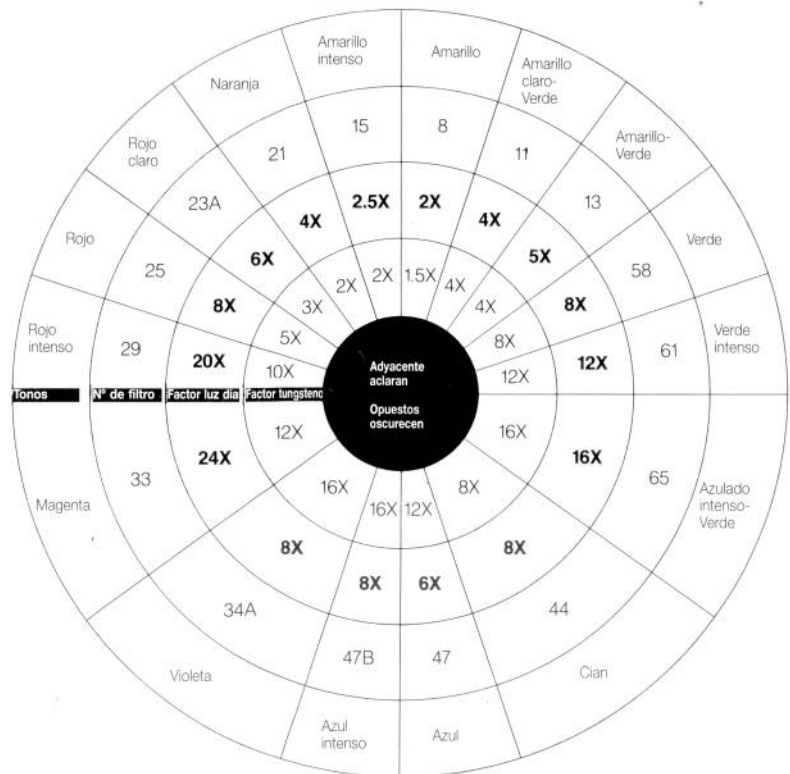 Amarillo
intenso
Amarillo
Amarillo
claro-
Verde
Amarillo-
Verde
Verde
Verde
intenso
Azulado
intenso-
Verde
Cian
Azul
Azul
intenso
Violeta
Magenta
Rojo
intenso
Rojo
Rojo
claro
Naranja
15
8
11
13
58
61
65
44
47
47B
34A
33
29
25
23A
21
2.5X
2X
4X
5X
8X
12X
16X
8X
6X
8X
8X
24X
20X
8X
6X
4X
2X
1.5X
4X
4X
8X
12X
16X
8X
12X
16X
16X
12X
10X
5X
3X
2X
Tonos
Nº de filtro
Factor luz dia
Factor tungsteno
Adyacente
aclaran
Opuestos
oscurecen